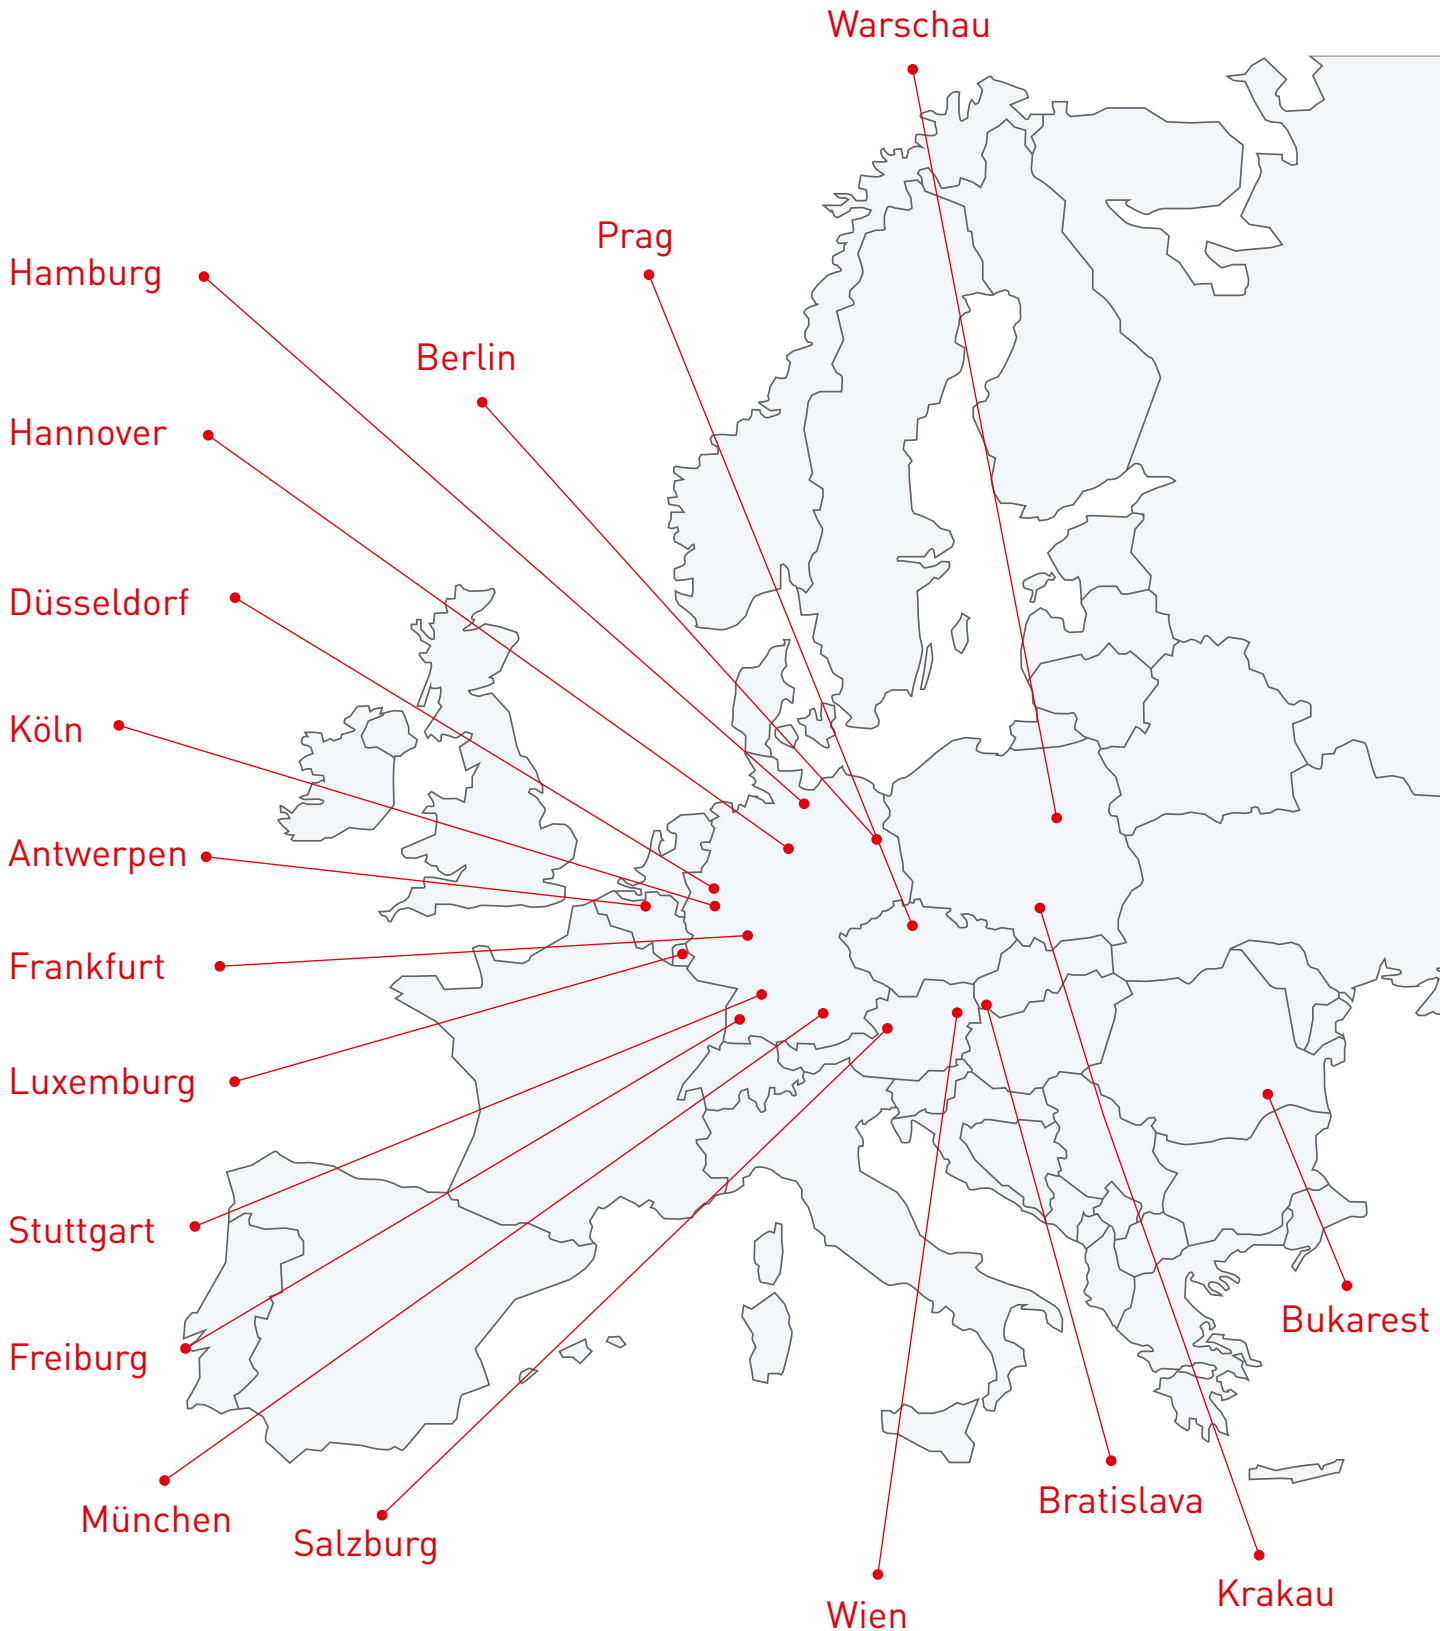 Warschau
Prag
Hamburg
Berlin
Hannover
Düsseldorf
Köln
Antwerpen
Frankfurt
Luxemburg
Stuttgart
Bukarest
Freiburg
Bratislava
München
Salzburg
Krakau
Wien